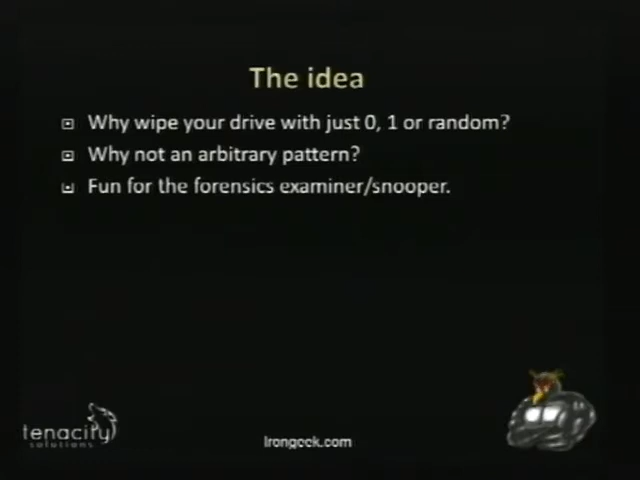 The idea
Why wipe your drive with just 0, 1 or random?
Why not an arbitrary pattern?
Fun for the forensics examiner/snooper.
tenacity
solutions
Irongeek.com